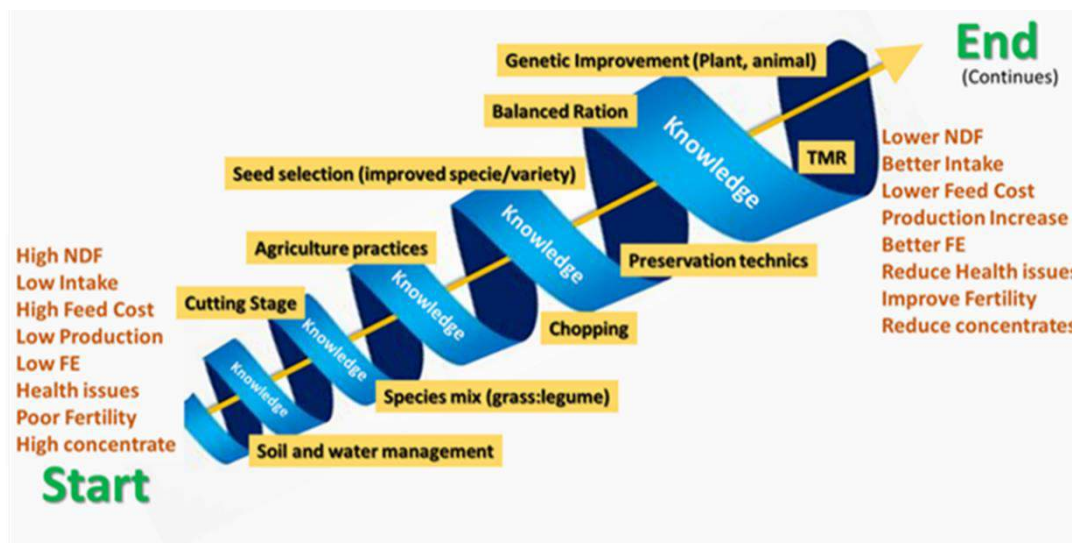 End
(Continues)
Genetic Improvement (Plant, animal)
Balanced Ration
Knowledge
TMR
Lower NDF
Better Intake
Lower Feed Cost
Production Increase
Better FE
Reduce Health issues
Improve Fertility
Reduce concentrates
Seed selection (improved specie/variety)
Knowledge
Preservation technics
Agriculture practices
Knowledge
Chopping
Cutting Stage
Knowledge
Species mix (grass:legume)
Knowledge
Soil and water management
High NDF
Low Intake
High Feed Cost
Low Production
Low FE
Health issues
Poor Fertility
High concentrate
Start